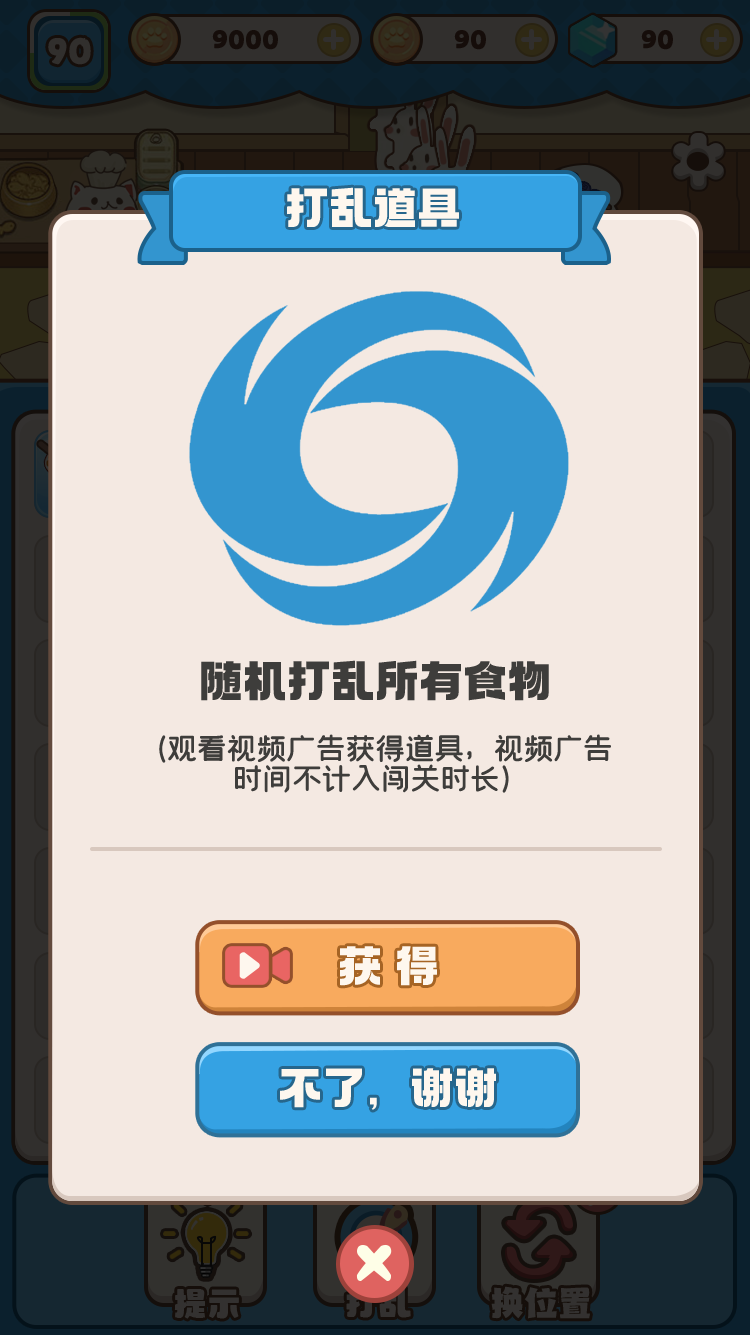 90
9000
90
90
打乱道具
随机打乱所有食物
(观看视频广告获得道具，视频广告
时间不计入闯关时长)
获得
不了，谢谢
提示
打乱
换位置